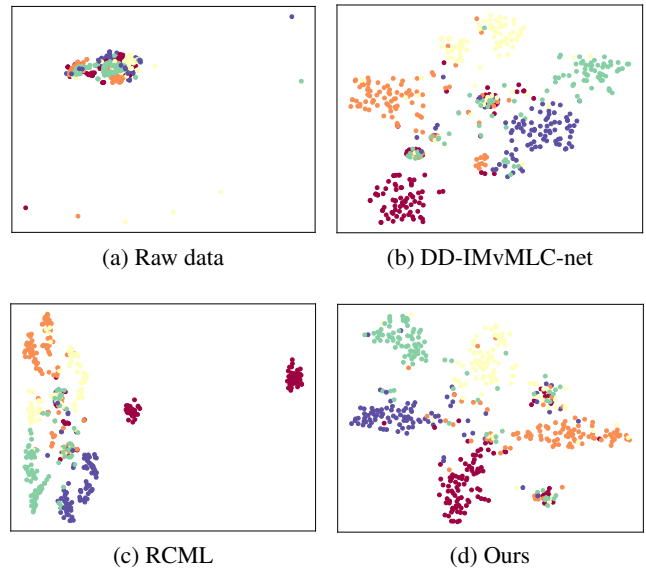 (a) Raw data
(b) DD-IMvMLC-net
(c) RCML
(d) Ours